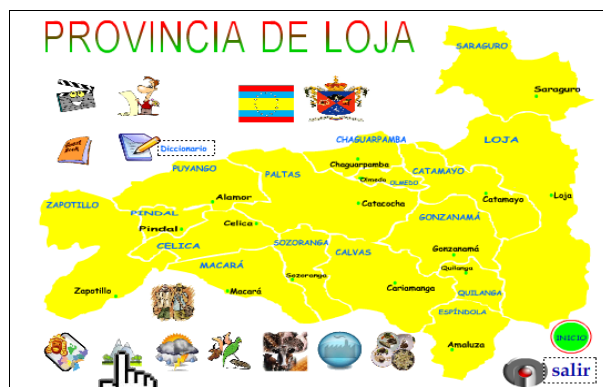 PROVINCIA DE LOJA
SARAGURO
Saraguro
Diccionario
CHAGUARPAMBA
LOJA
Chaguarpamba
PUYANGO
PALTAS
CATAMAYO
Olmedo
OLMEDO
Alamor
Catamayo
Loja
ZAPOTILLO
Catacocha
PINDAL
GONZANAMÁ
Celica
Pindal
CELICA
SOZORANGA
CALVAS
Gonzanamá
MACARÁ
Quilanga
Sozoranga
Zapotillo
Macará
Cariamanga
QUILANGA
ESPÍNDOLA
INICIO
Amaluza
salir